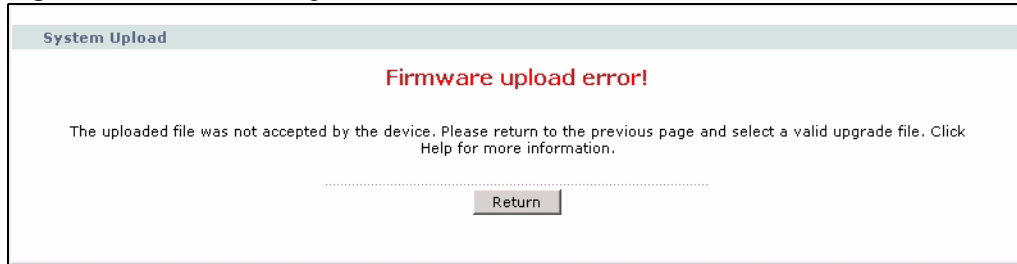 System Upload
Firmware upload error!
The uploaded file was not accepted by the device. Please return to the previous page and select a valid upgrade file. Click
Help for more information.
Return